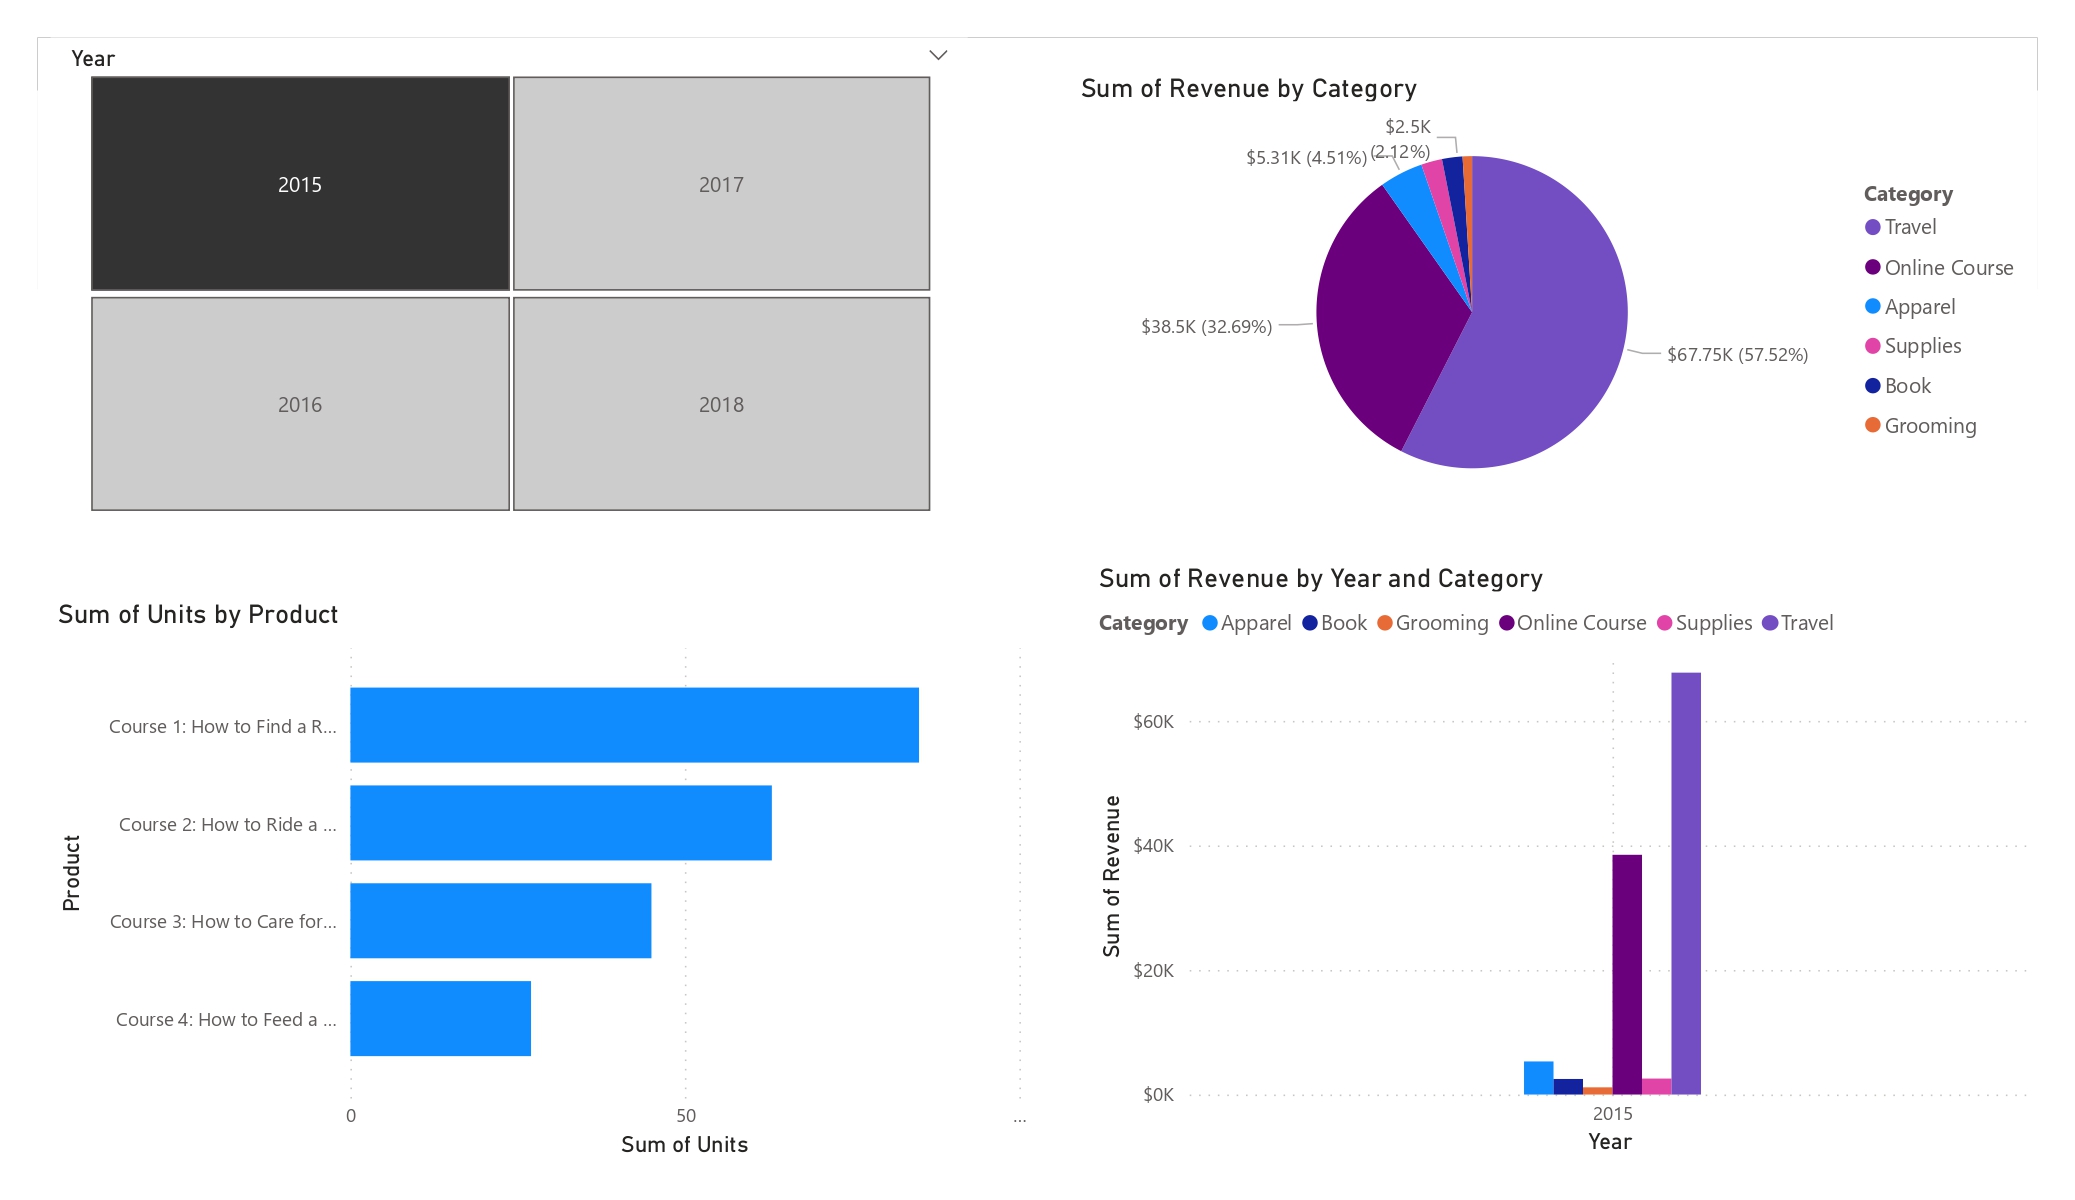 Year
2015
2017
2016
2018
Sum of Revenue by Category
$2.5K
(2.12%)
$5.31K (4.51%)
$38.5K (32.69%)
$67.75K (57.52%)
Category
Travel
Online Course
Apparel
Supplies
Book
Grooming
Sum of Units by Product
Product
Course 1: How to Find a R...
Course 2: How to Ride a ...
Course 3: How to Care for...
Course 4: How to Feed a ...
0 50 ...
Sum of Units
Sum of Revenue by Year and Category
Category Apparel Book Grooming Online Course Supplies Travel
Sum of Revenue
$60K
$40K
$20K
$0K
2015
Year